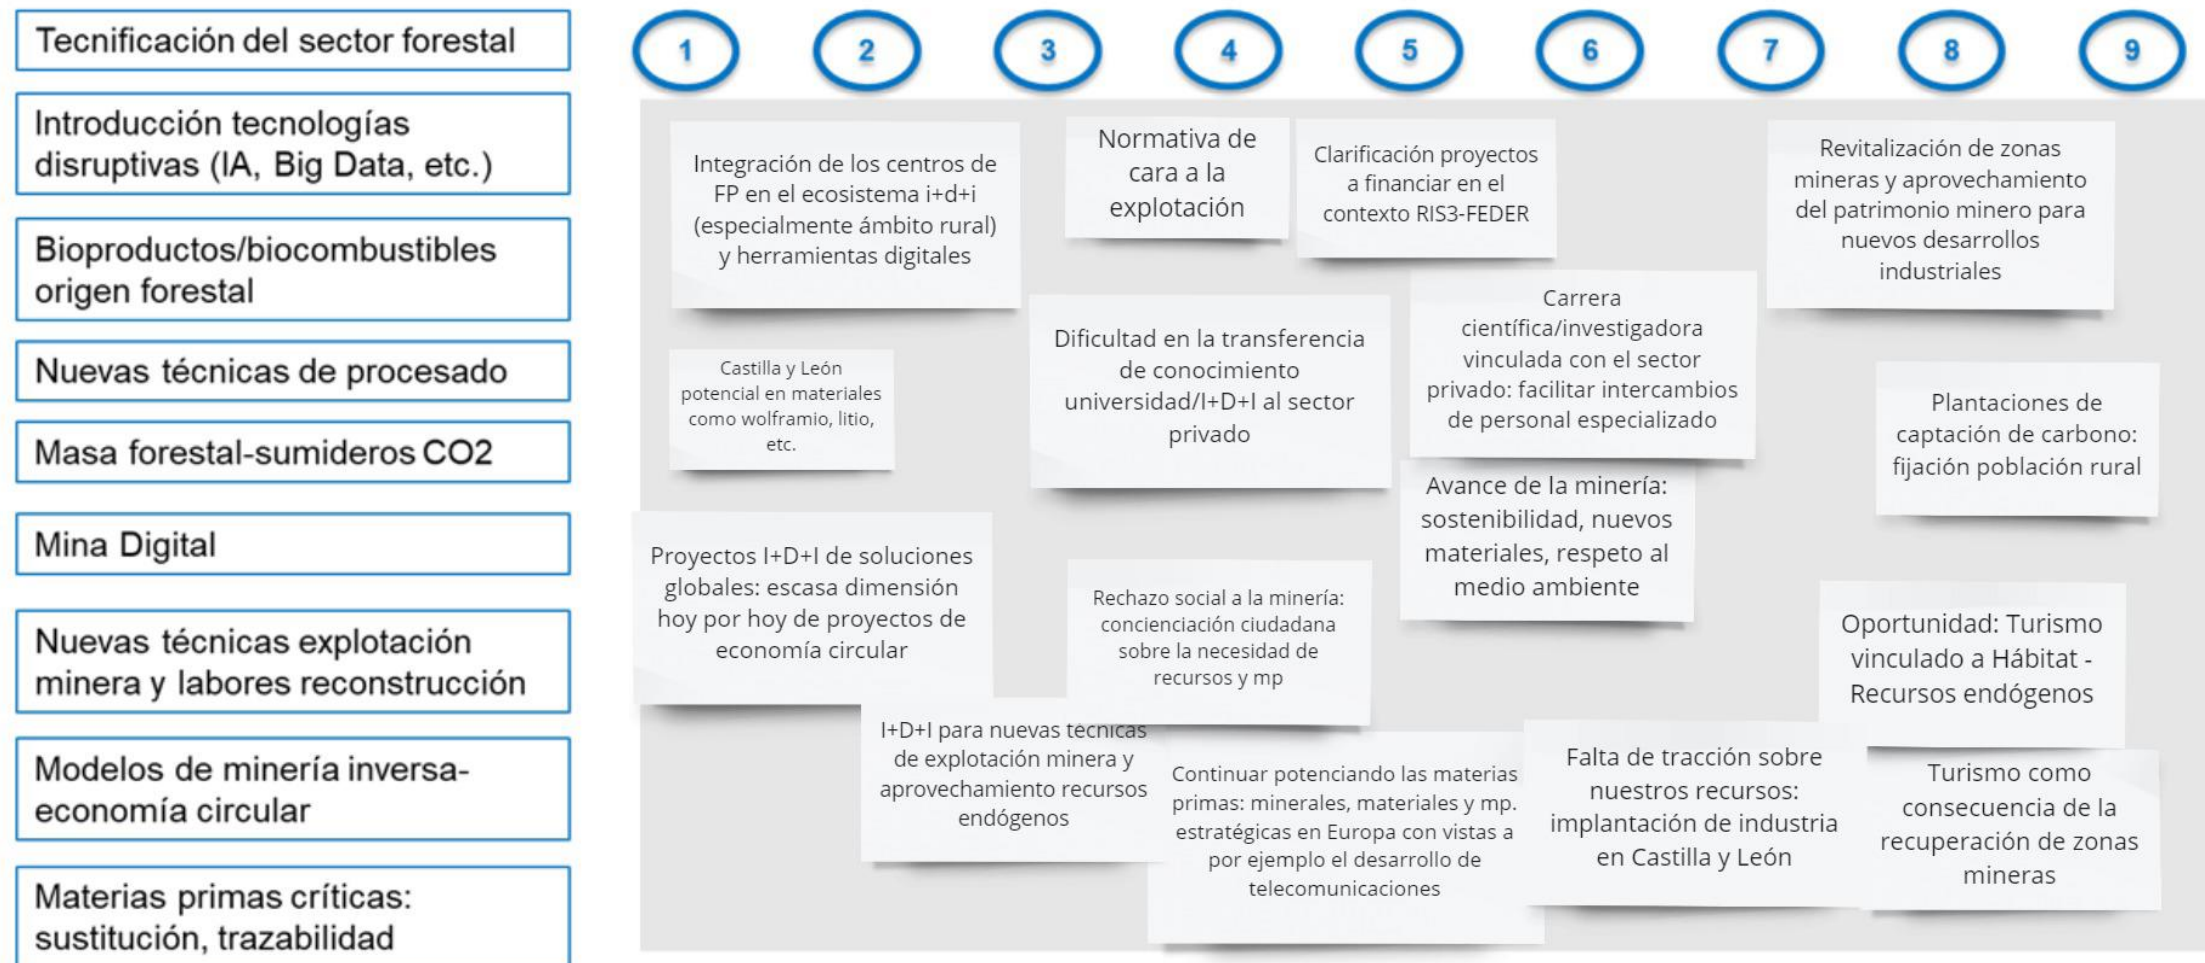 Tecnificación del sector forestal
Introducción tecnologías
disruptivas (IA, Big Data, etc.)
Bioproductos/biocombustibles
origen forestal
Nuevas técnicas de procesado
Masa forestal-sumideros CO2
Mina Digital
Nuevas técnicas explotación
minera y labores reconstrucción
Modelos de minería inversa-
economía circular
Materias primas críticas:
sustitución, trazabilidad
1
2
3
4
5
6
7
8
9
Integración de los centros de
FP en el ecosistema i+d+i
(especialmente ámbito rural)
y herramientas digitales
Normativa de
cara a la
explotación
Clarificación proyectos
a financiar en el
contexto RIS3-FEDER
Revitalización de zonas
mineras y aprovechamiento
del patrimonio minero para
nuevos desarrollos
industriales
Castilla y León
potencial en materiales
como wolframio, litio,
etc.
Dificultad en la transferencia
de conocimiento
universidad/I+D+I al sector
privado
Carrera
científica/investigadora
vinculada con el sector
privado: facilitar intercambios
de personal especializado
Plantaciones de
captación de carbono:
fijación población rural
Avance de la minería:
sostenibilidad, nuevos
materiales, respeto al
medio ambiente
Proyectos I+D+I de soluciones
globales: escasa dimensión
hoy por hoy de proyectos de
economía circular
Rechazo social a la minería:
concienciación ciudadana
sobre la necesidad de
recursos y mp
Oportunidad: Turismo
vinculado a Hábitat -
Recursos endógenos
I+D+I para nuevas técnicas
de explotación minera y
aprovechamiento recursos
endógenos
Continuar potenciando las materias
primas: minerales, materiales y mp.
estratégicas en Europa con vistas a
por ejemplo el desarrollo de
telecomunicaciones
Falta de tracción sobre
nuestros recursos:
implantación de industria
en Castilla y León
Turismo como
consecuencia de la
recuperación de zonas
mineras